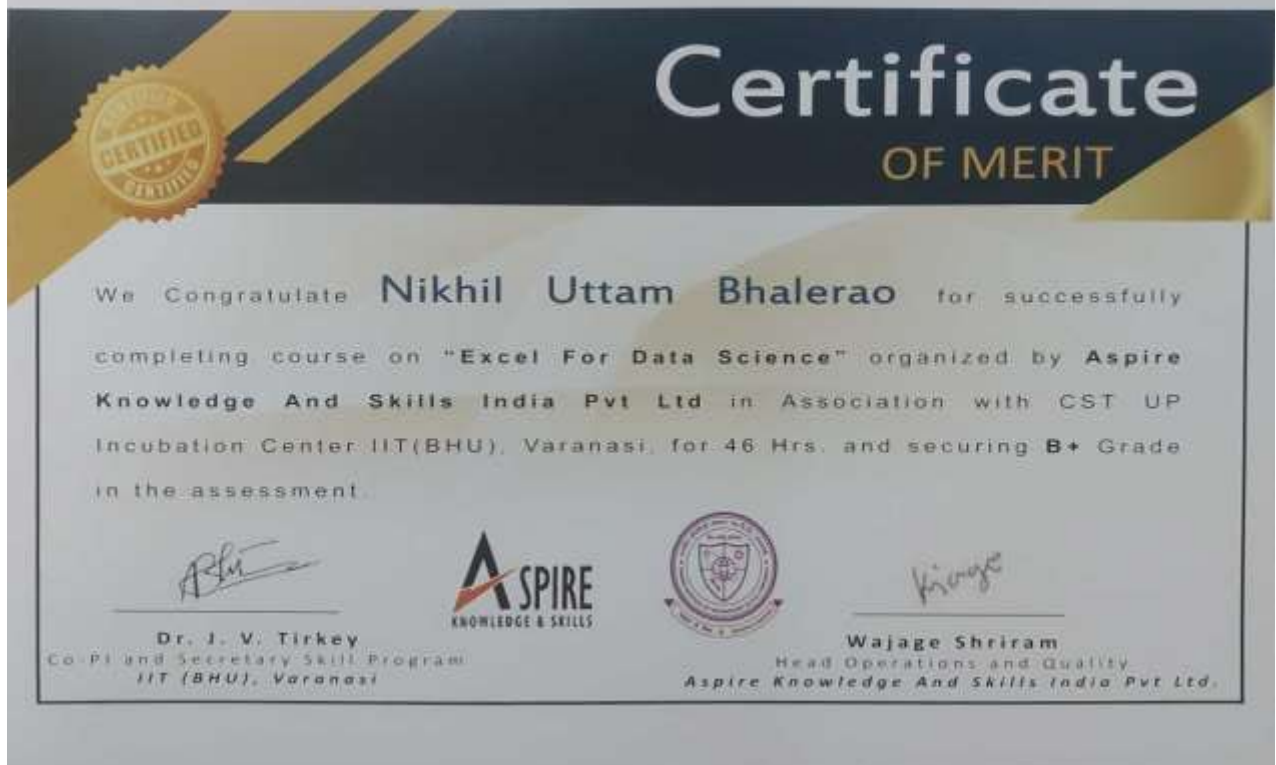 Certificate
OF MERIT
CERTIFIED
CERTIFIED
CERTIFIED
We Congratulate Nikhil Uttam Bhalerao for successfully
completing course on "Excel For Data Science" organized by Aspire
Knowledge And Skills India Pvt Ltd in Association with CST UP
Incubation Center IIT(BHU), Varanasi, for 46 Hrs. and securing B+ Grade
in the assessment.
ASPIRE
KNOWLEDGE & SKILLS
Dr. J. V. Tirkey
Co-PI and Secretary Skill Program
IIT (BHU), Varanasi
Wajage Shriram
Head Operations and Quality
Aspire Knowledge And Skills India Pvt Ltd.